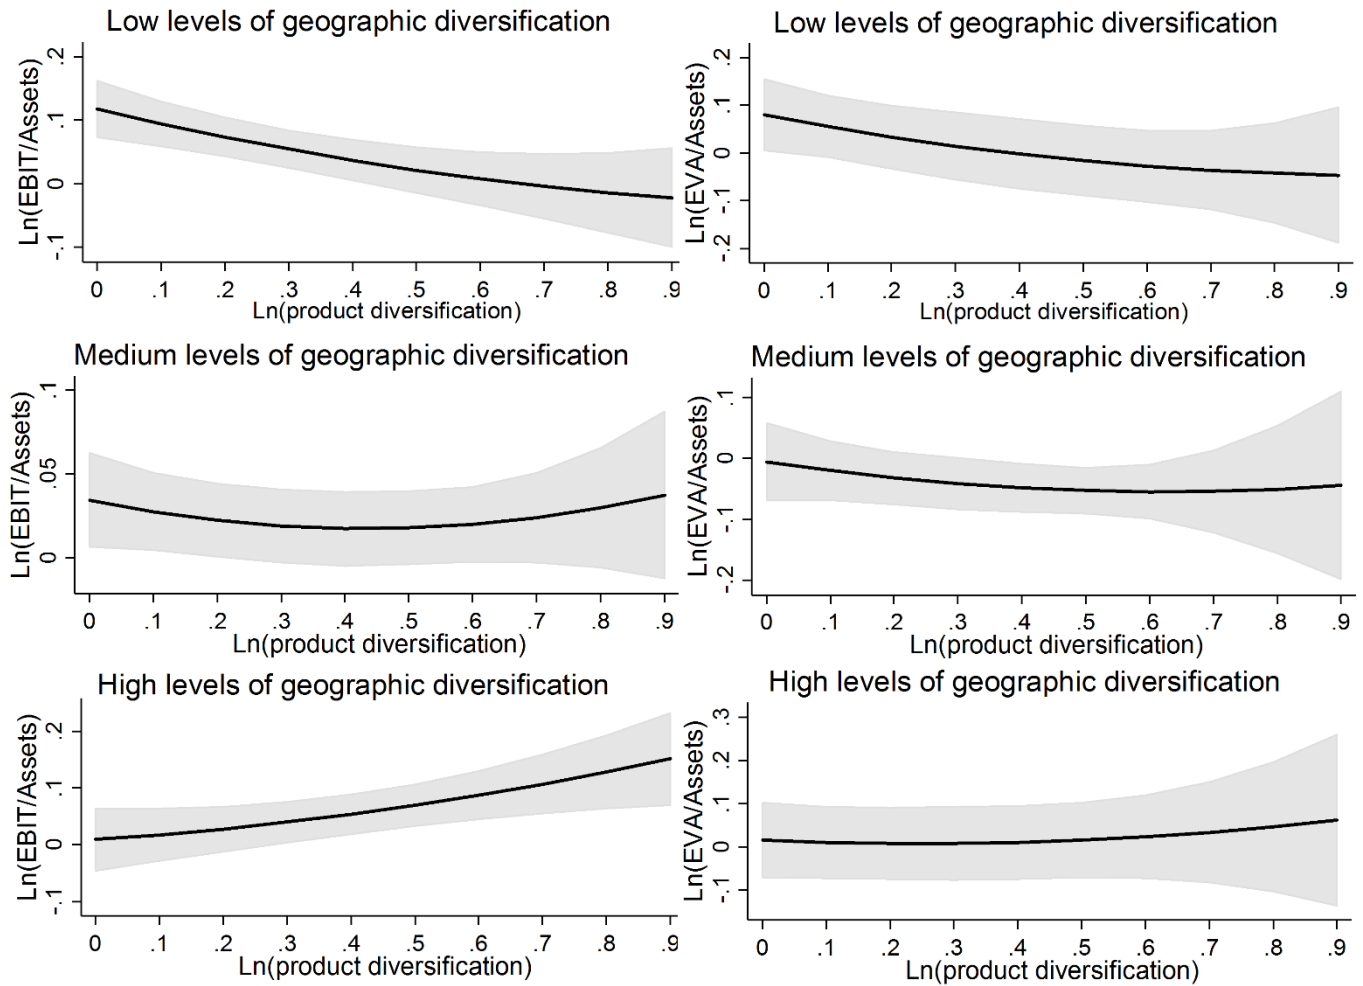 Low levels of geographic diversification
Ln(EBIT/Assets)
.2
.1
0
-.1
0 .1 .2 .3 .4 .5 .6 .7 .8 .9
Ln(product diversification)
Low levels of geographic diversification
Ln(EVA/Assets)
.2
.1
0
-.1
-.2
0 .1 .2 .3 .4 .5 .6 .7 .8 .9
Ln(product diversification)
Medium levels of geographic diversification
Ln(EBIT/Assets)
.1
.05
0
0 .1 .2 .3 .4 .5 .6 .7 .8 .9
Ln(product diversification)
Medium levels of geographic diversification
Ln(EVA/Assets)
.1
0
-.1
-.2
0 .1 .2 .3 .4 .5 .6 .7 .8 .9
Ln(product diversification)
High levels of geographic diversification
Ln(EBIT/Assets)
.2
.1
0
-.1
0 .1 .2 .3 .4 .5 .6 .7 .8 .9
Ln(product diversification)
High levels of geographic diversification
Ln(EVA/Assets)
.3
.2
.1
0
-.1
0 .1 .2 .3 .4 .5 .6 .7 .8 .9
Ln(product diversification)